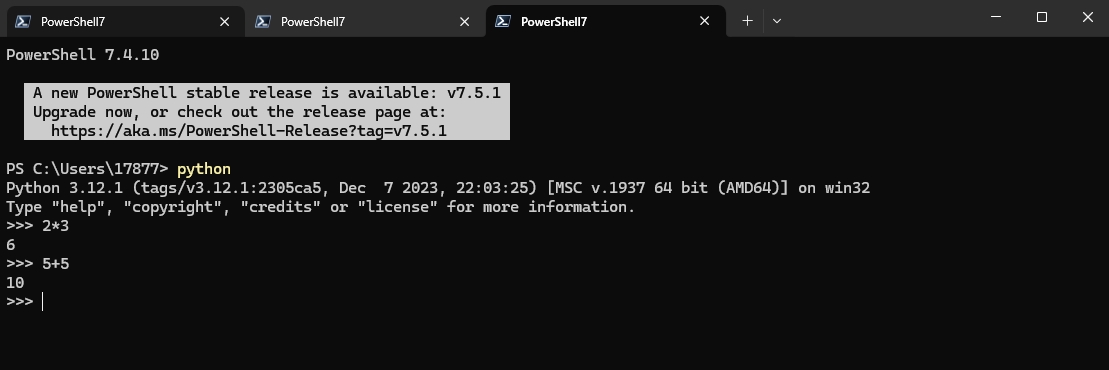 PowerShell7
PowerShell7
PowerShell7
PowerShell 7.4.10
A new PowerShell stable release is available: v7.5.1
Upgrade now, or check out the release page at:
https://aka.ms/PowerShell-Release?tag=v7.5.1
PS C:\Users\17877> python
Python 3.12.1 (tags/v3.12.1:2305ca5, Dec  7 2023, 22:03:25) [MSC v.1937 64 bit (AMD64)] on win32
Type "help", "copyright", "credits" or "license" for more information.
>>> 2*3
6
>>> 5+5
10
>>>